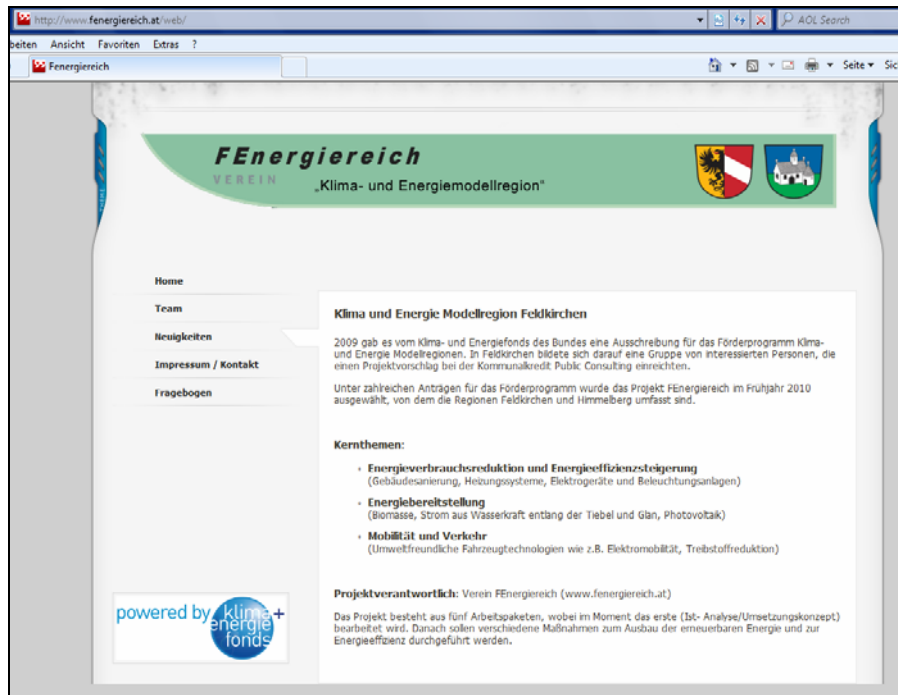 http://www.fenergiereich.at/web/
AOL Search
beiten Ansicht Favoriten Extras ?
Fenergiereich
Seite Sic
FEnergiereich
VEREIN
„Klima- und Energiemodellregion"
Home
Team
Neuigkeiten
Impressum / Kontakt
Fragebogen
Klima und Energie Modellregion Feldkirchen
2009 gab es vom Klima- und Energiefonds des Bundes eine Ausschreibung für das Förderprogramm Klima-
und Energie Modellregionen. In Feldkirchen bildete sich darauf eine Gruppe von interessierten Personen, die
einen Projektvorschlag bei der Kommunalkredit Public Consulting einreichten.
Unter zahlreichen Anträgen für das Förderprogramm wurde das Projekt FEnergiereich im Frühjahr 2010
ausgewählt, von dem die Regionen Feldkirchen und Himmelberg umfasst sind.
Kernthemen:
Energieverbrauchsreduktion und Energieeffizienzsteigerung
(Gebäudesanierung, Heizungssysteme, Elektrogeräte und Beleuchtungsanlagen)
Energiebereitstellung
(Biomasse, Strom aus Wasserkraft entlang der Tiebel und Glan, Photovoltaik)
Mobilität und Verkehr
(Umweltfreundliche Fahrzeugtechnologien wie z.B. Elektromobilität, Treibstoffreduktion)
Projektverantwortlich: Verein FEnergiereich (www.fenergiereich.at)
Das Projekt besteht aus fünf Arbeitspaketen, wobei im Moment das erste (Ist- Analyse/Umsetzungskonzept)
bearbeitet wird. Danach sollen verschiedene Maßnahmen zum Ausbau der erneuerbaren Energie und zur
Energieeffizienz durchgeführt werden.
powered by klima+
energie
fonds